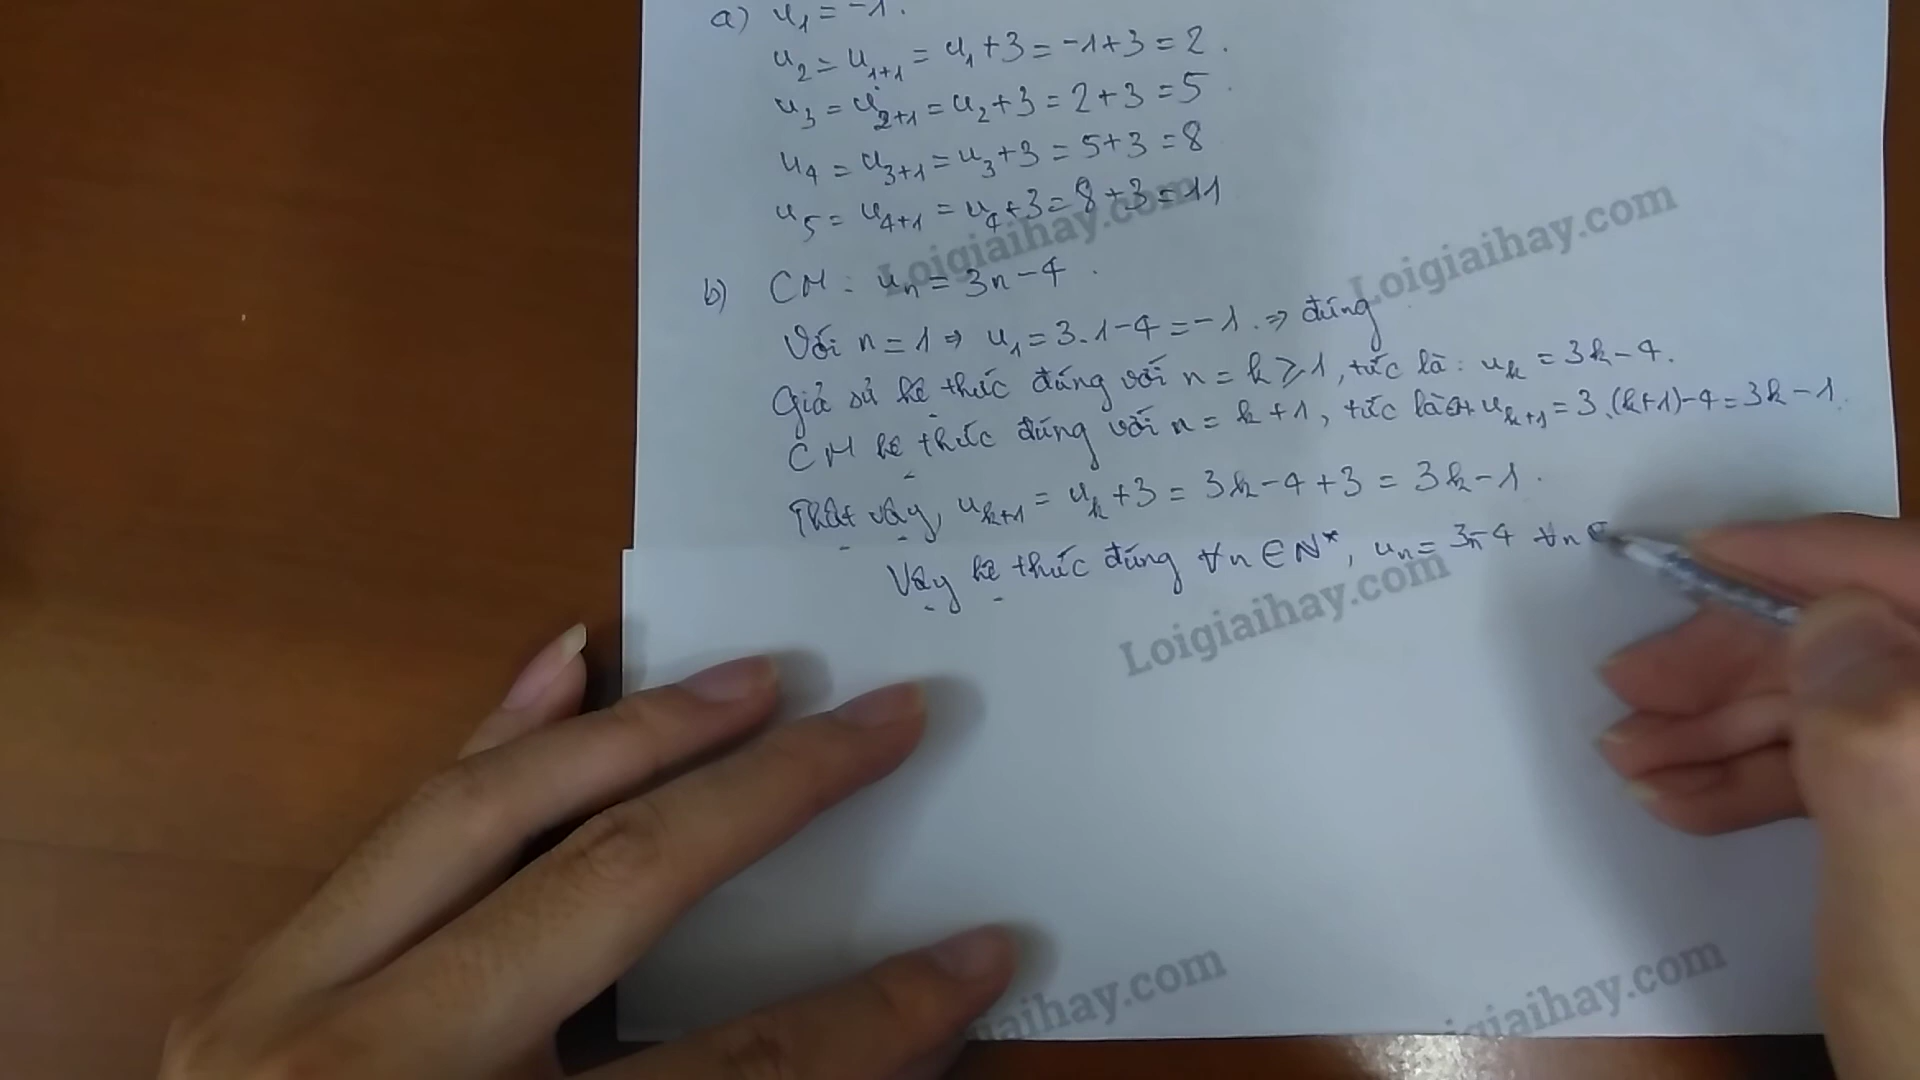 a) u₁ = -1.
u₂ = u₁₊₁ = u₁ + 3 = -1 + 3 = 2.
u₃ = u₂₊₁ = u₂ + 3 = 2 + 3 = 5
u₄ = u₃₊₁ = u₃ + 3 = 5 + 3 = 8
u₅ = u₄₊₁ = u₄ + 3 = 8 + 3 = 11
Loigiaihay.com
Loigiaihay.com
b) CM: uₙ = 3n - 4.
Với n = 1 ⇒ u₁ = 3.1 - 4 = -1. ⇒ đúng
Giả sử hệ thức đúng với n = k ⩾ 1, tức là: uₖ = 3k - 4.
CM hệ thức đúng với n = k + 1, tức là uₖ₊₁ = 3.(k+1) - 4 = 3k - 1.
Thật vậy, uₖ₊₁ = uₖ + 3 = 3k - 4 + 3 = 3k - 1.
Vậy hệ thức đúng ∀n ∈ N*, uₙ = 3n - 4 ∀n ∈
Loigiaihay.com
aihay.com
igiaihay.com